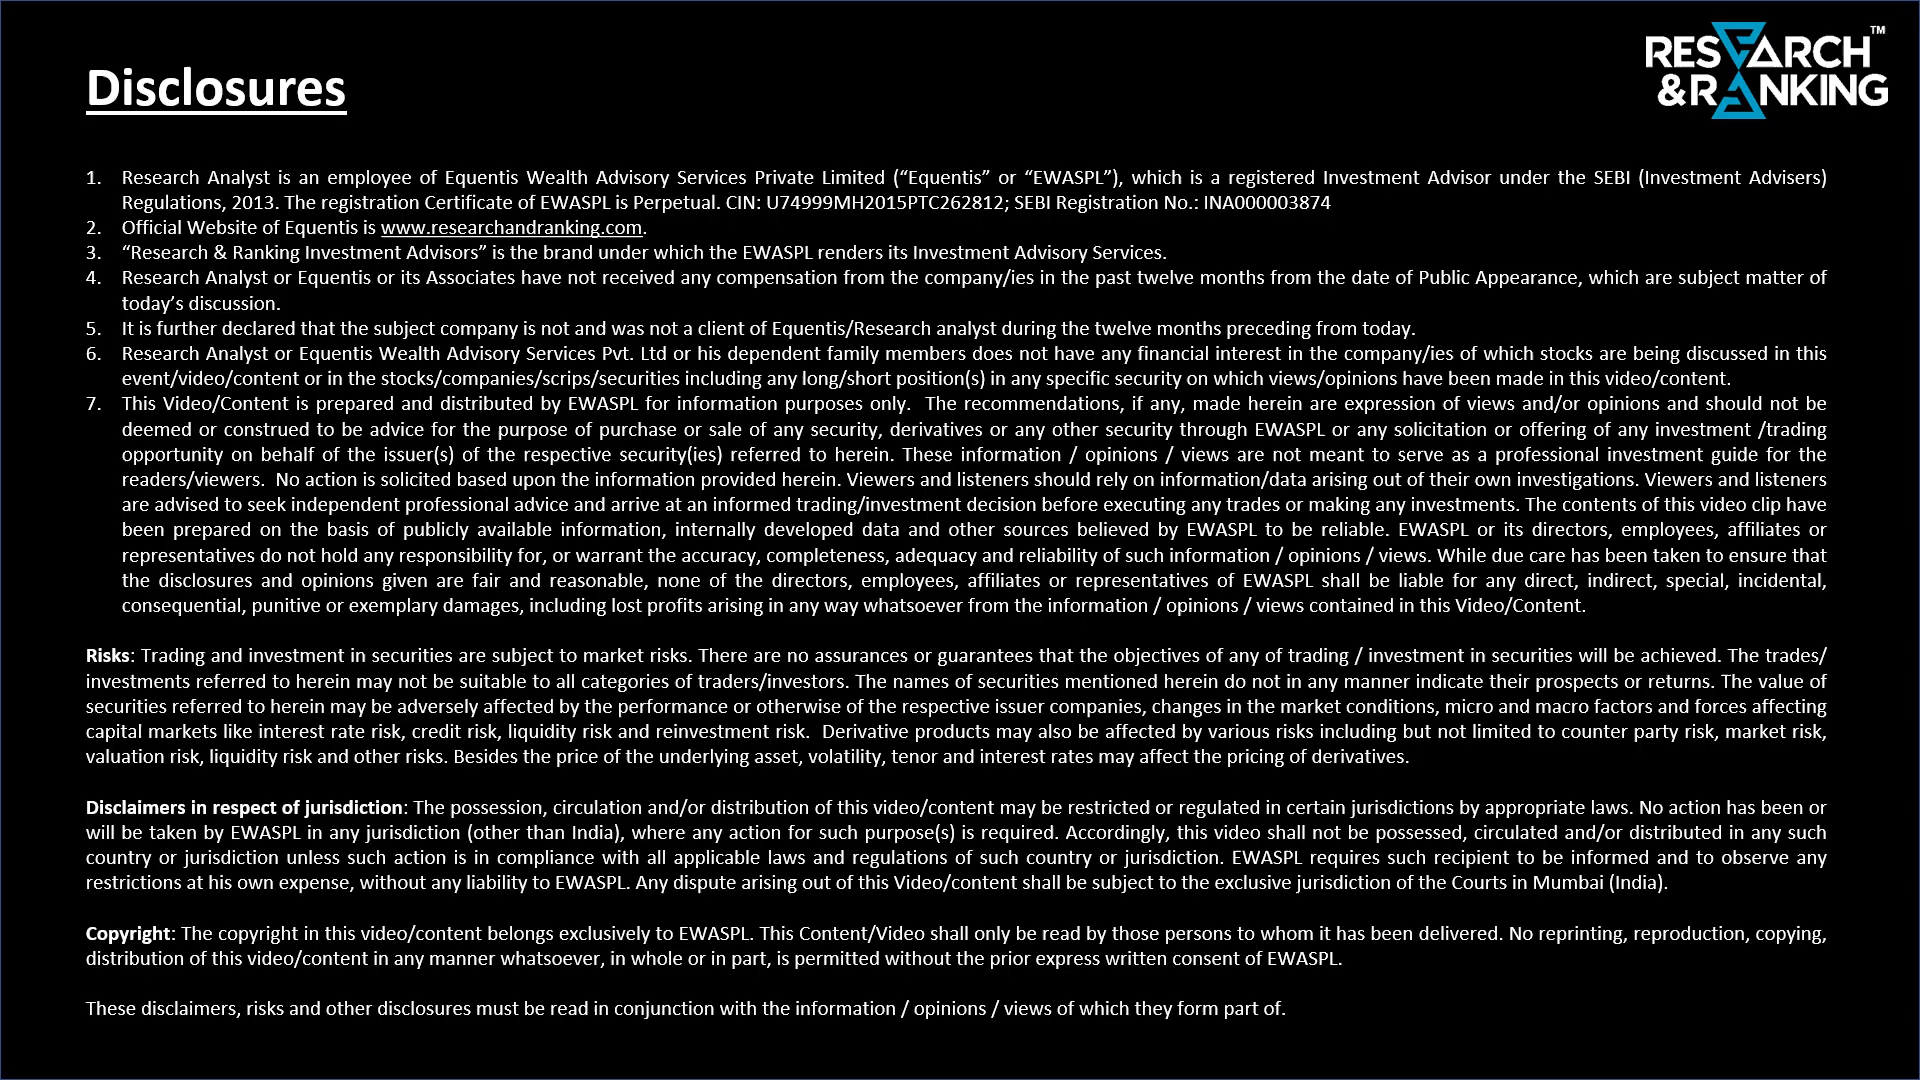 RESEARCH™
&RANKING
Disclosures
1. Research Analyst is an employee of Equentis Wealth Advisory Services Private Limited (“Equentis” or “EWASPL”), which is a registered Investment Advisor under the SEBI (Investment Advisers)
Regulations, 2013. The registration Certificate of EWASPL is Perpetual. CIN: U74999MH2015PTC262812; SEBI Registration No.: INA000003874
2. Official Website of Equentis is www.researchandranking.com.
3. “Research & Ranking Investment Advisors” is the brand under which the EWASPL renders its Investment Advisory Services.
4. Research Analyst or Equentis or its Associates have not received any compensation from the company/ies in the past twelve months from the date of Public Appearance, which are subject matter of
today’s discussion.
5. It is further declared that the subject company is not and was not a client of Equentis/Research analyst during the twelve months preceding from today.
6. Research Analyst or Equentis Wealth Advisory Services Pvt. Ltd or his dependent family members does not have any financial interest in the company/ies of which stocks are being discussed in this
event/video/content or in the stocks/companies/scrips/securities including any long/short position(s) in any specific security on which views/opinions have been made in this video/content.
7. This Video/Content is prepared and distributed by EWASPL for information purposes only. The recommendations, if any, made herein are expression of views and/or opinions and should not be
deemed or construed to be advice for the purpose of purchase or sale of any security, derivatives or any other security through EWASPL or any solicitation or offering of any investment /trading
opportunity on behalf of the issuer(s) of the respective security(ies) referred to herein. These information / opinions / views are not meant to serve as a professional investment guide for the
readers/viewers. No action is solicited based upon the information provided herein. Viewers and listeners should rely on information/data arising out of their own investigations. Viewers and listeners
are advised to seek independent professional advice and arrive at an informed trading/investment decision before executing any trades or making any investments. The contents of this video clip have
been prepared on the basis of publicly available information, internally developed data and other sources believed by EWASPL to be reliable. EWASPL or its directors, employees, affiliates or
representatives do not hold any responsibility for, or warrant the accuracy, completeness, adequacy and reliability of such information / opinions / views. While due care has been taken to ensure that
the disclosures and opinions given are fair and reasonable, none of the directors, employees, affiliates or representatives of EWASPL shall be liable for any direct, indirect, special, incidental,
consequential, punitive or exemplary damages, including lost profits arising in any way whatsoever from the information / opinions / views contained in this Video/Content.
Risks: Trading and investment in securities are subject to market risks. There are no assurances or guarantees that the objectives of any of trading / investment in securities will be achieved. The trades/
investments referred to herein may not be suitable to all categories of traders/investors. The names of securities mentioned herein do not in any manner indicate their prospects or returns. The value of
securities referred to herein may be adversely affected by the performance or otherwise of the respective issuer companies, changes in the market conditions, micro and macro factors and forces affecting
capital markets like interest rate risk, credit risk, liquidity risk and reinvestment risk. Derivative products may also be affected by various risks including but not limited to counter party risk, market risk,
valuation risk, liquidity risk and other risks. Besides the price of the underlying asset, volatility, tenor and interest rates may affect the pricing of derivatives.
Disclaimers in respect of jurisdiction: The possession, circulation and/or distribution of this video/content may be restricted or regulated in certain jurisdictions by appropriate laws. No action has been or
will be taken by EWASPL in any jurisdiction (other than India), where any action for such purpose(s) is required. Accordingly, this video shall not be possessed, circulated and/or distributed in any such
country or jurisdiction unless such action is in compliance with all applicable laws and regulations of such country or jurisdiction. EWASPL requires such recipient to be informed and to observe any
restrictions at his own expense, without any liability to EWASPL. Any dispute arising out of this Video/content shall be subject to the exclusive jurisdiction of the Courts in Mumbai (India).
Copyright: The copyright in this video/content belongs exclusively to EWASPL. This Content/Video shall only be read by those persons to whom it has been delivered. No reprinting, reproduction, copying,
distribution of this video/content in any manner whatsoever, in whole or in part, is permitted without the prior express written consent of EWASPL.
These disclaimers, risks and other disclosures must be read in conjunction with the information / opinions / views of which they form part of.